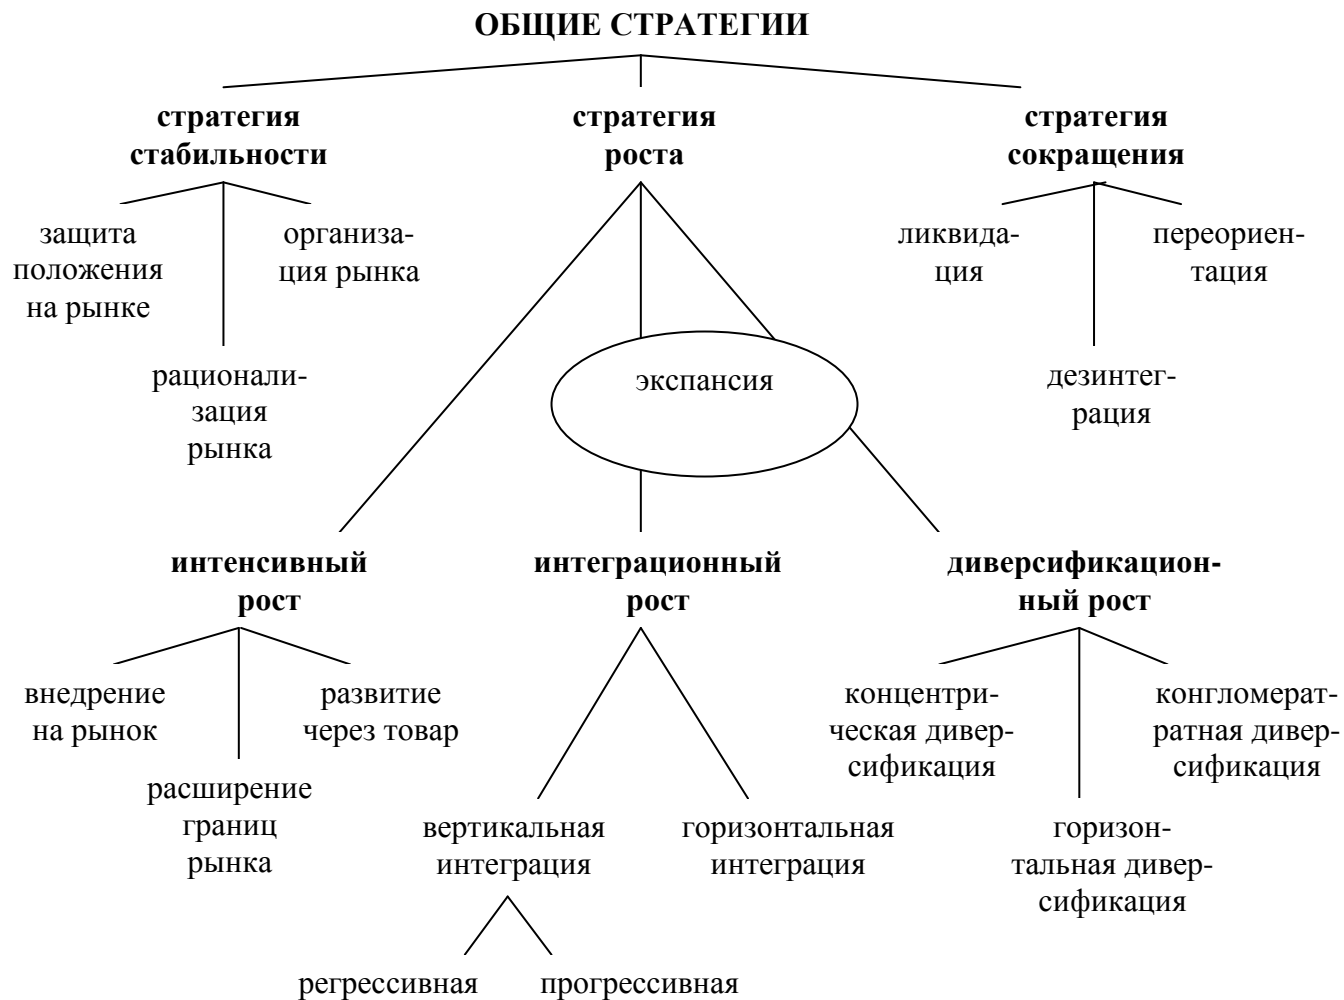 ОБЩИЕ СТРАТЕГИИ
стратегия
стабильности
стратегия
роста
стратегия
сокращения
защита
положения
на рынке
организа-
ция рынка
ликвида-
ция
переориен-
тация
рационали-
зация
рынка
экспансия
дезинтег-
рация
интенсивный
рост
интеграционный
рост
диверсификацион-
ный рост
внедрение
на рынок
развитие
через товар
концентри-
ческая дивер-
сификация
конгломерат-
ратная дивер-
сификация
расширение
границ
рынка
вертикальная
интеграция
горизонтальная
интеграция
горизон-
тальная дивер-
сификация
регрессивная
прогрессивная